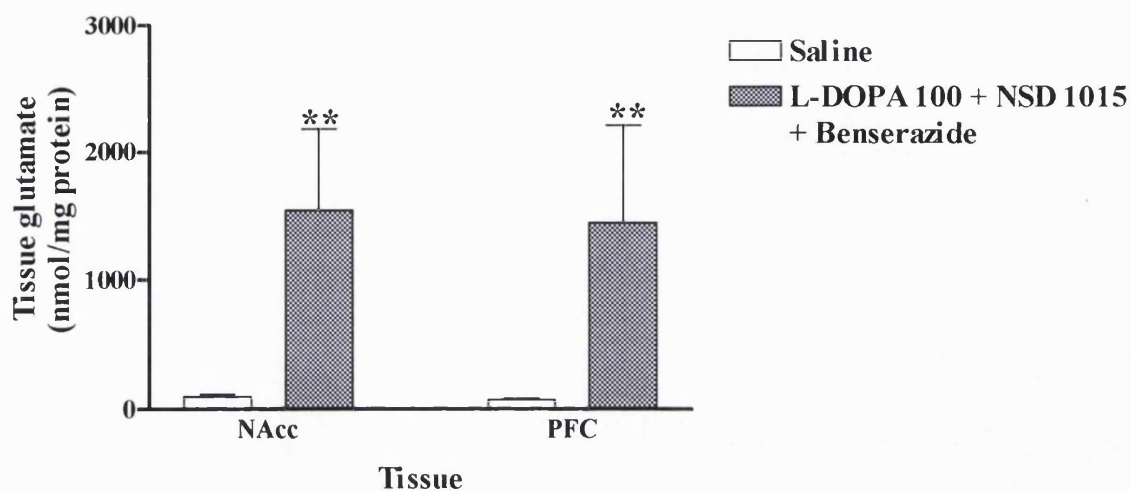 3000
2000
1000
0
Tissue glutamate
(nmol/mg protein)
**
**
NAcc
PFC
Tissue
Saline
L-DOPA 100 + NSD 1015
+ Benserazide